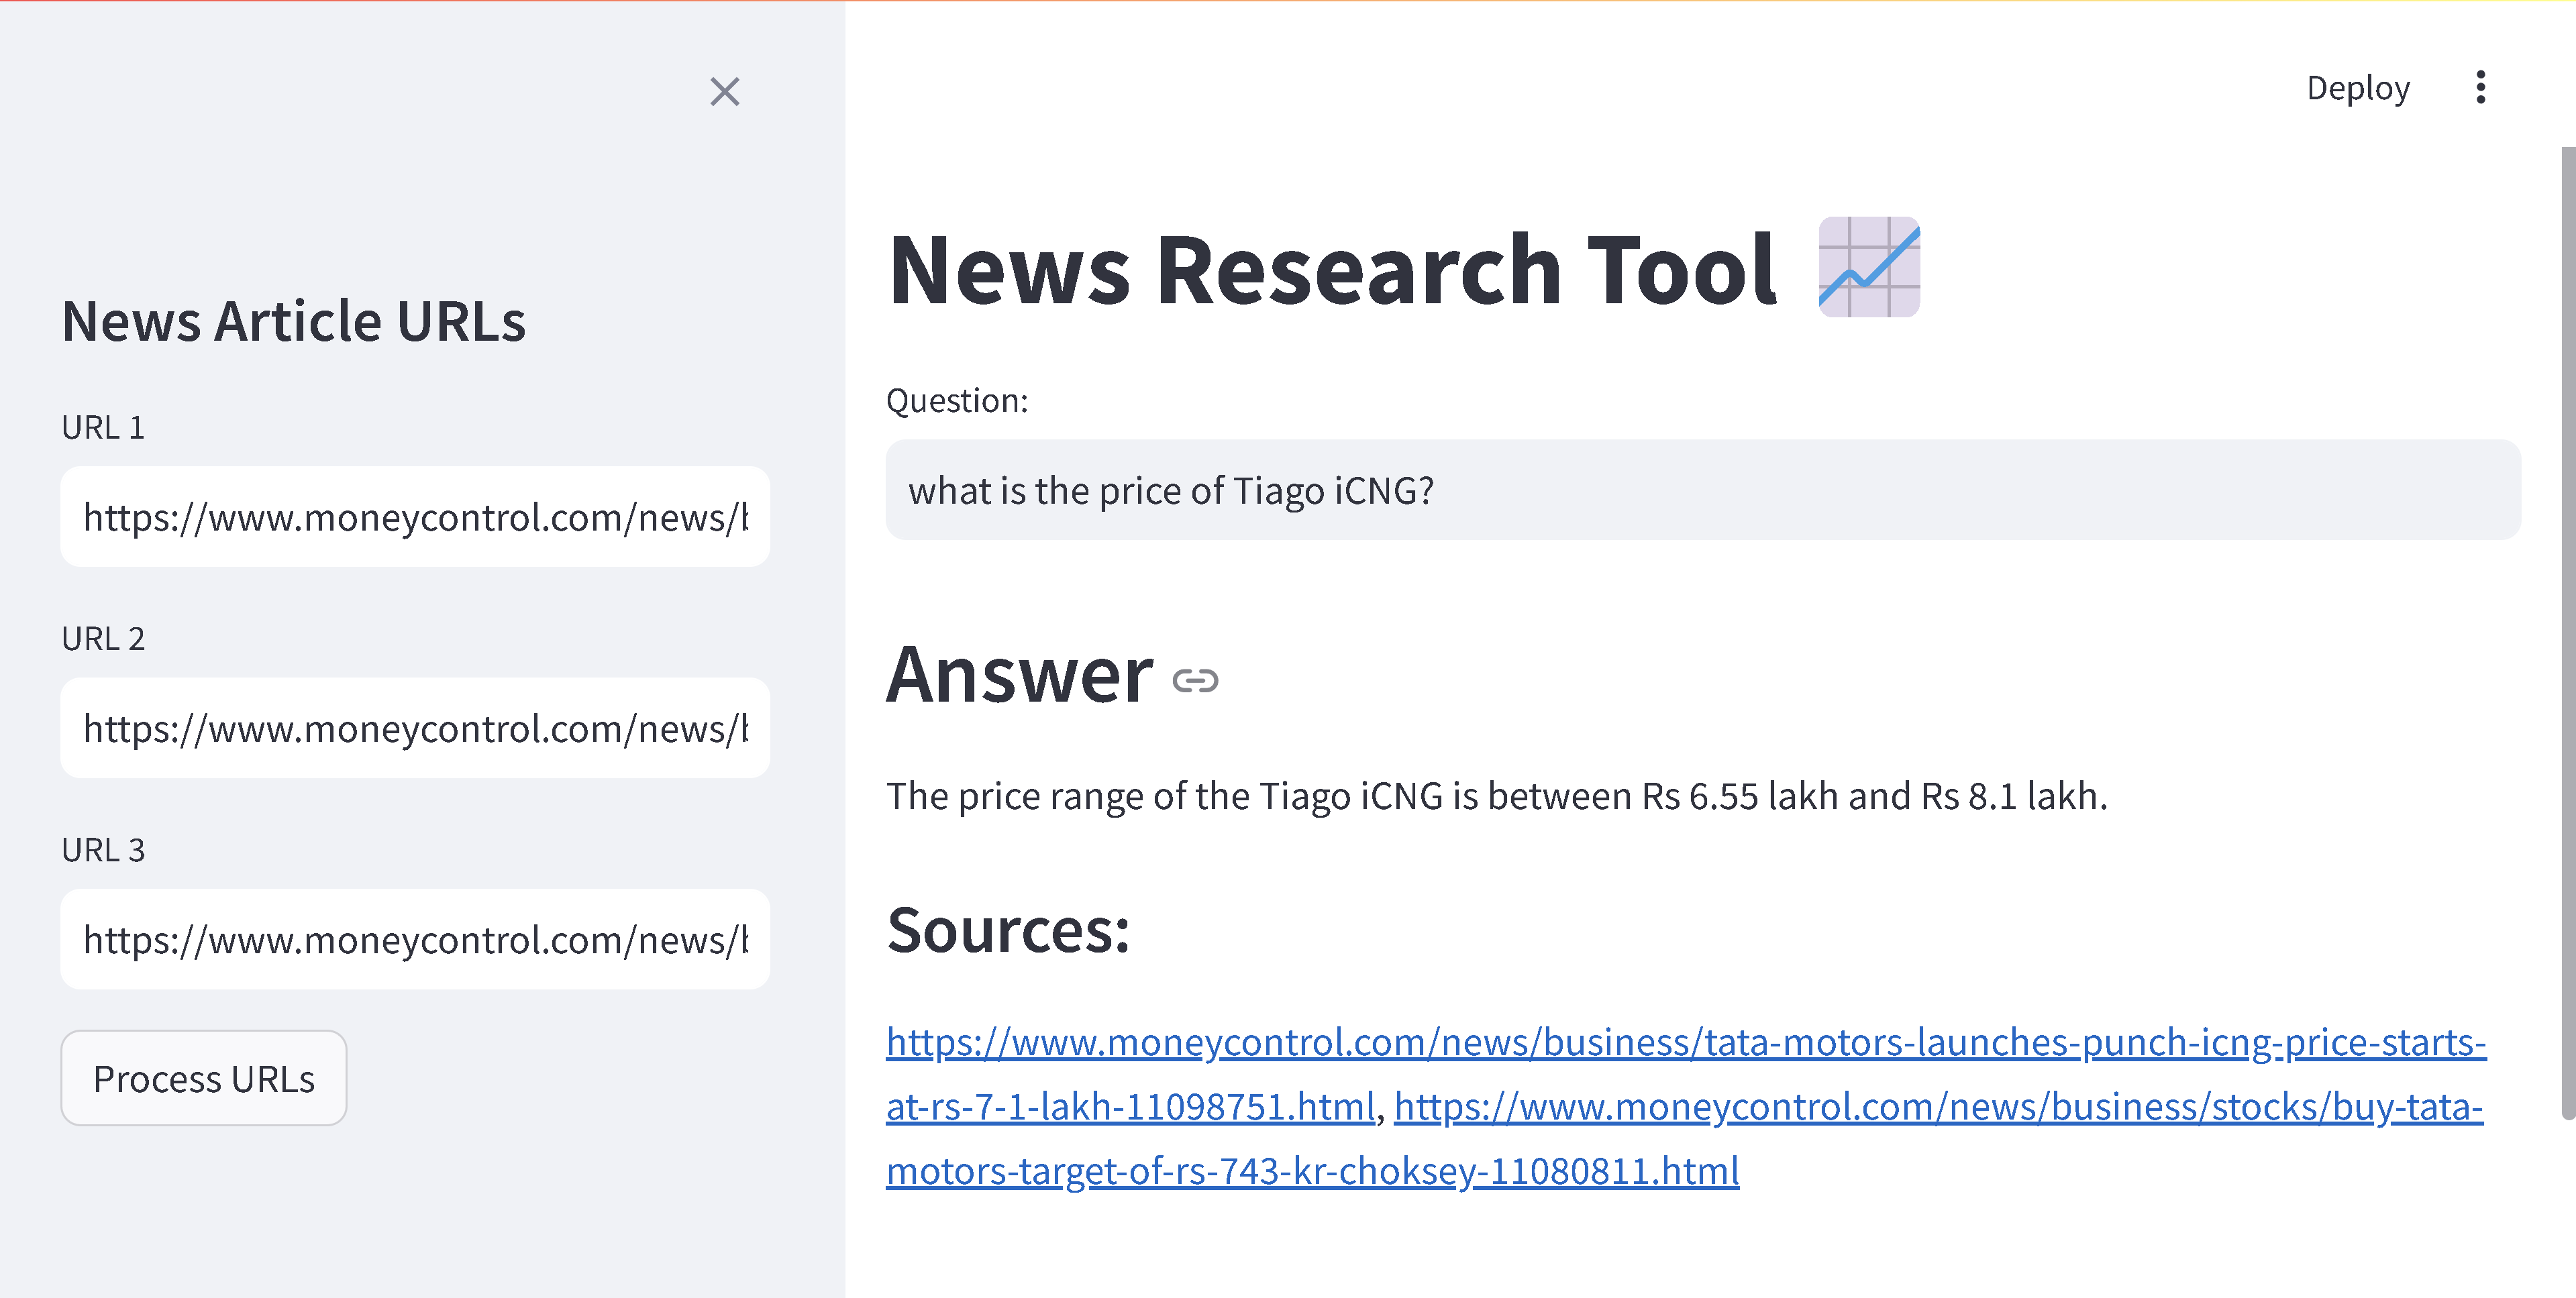 Deploy
News Article URLs
URL 1
https://www.moneycontrol.com/news/b
URL 2
https://www.moneycontrol.com/news/b
URL 3
https://www.moneycontrol.com/news/b
Process URLs
News Research Tool
Question:
what is the price of Tiago iCNG?
Answer
The price range of the Tiago iCNG is between Rs 6.55 lakh and Rs 8.1 lakh.
Sources:
https://www.moneycontrol.com/news/business/tata-motors-launches-punch-icng-price-starts-
at-rs-7-1-lakh-11098751.html, https://www.moneycontrol.com/news/business/stocks/buy-tata-
motors-target-of-rs-743-kr-choksey-11080811.html